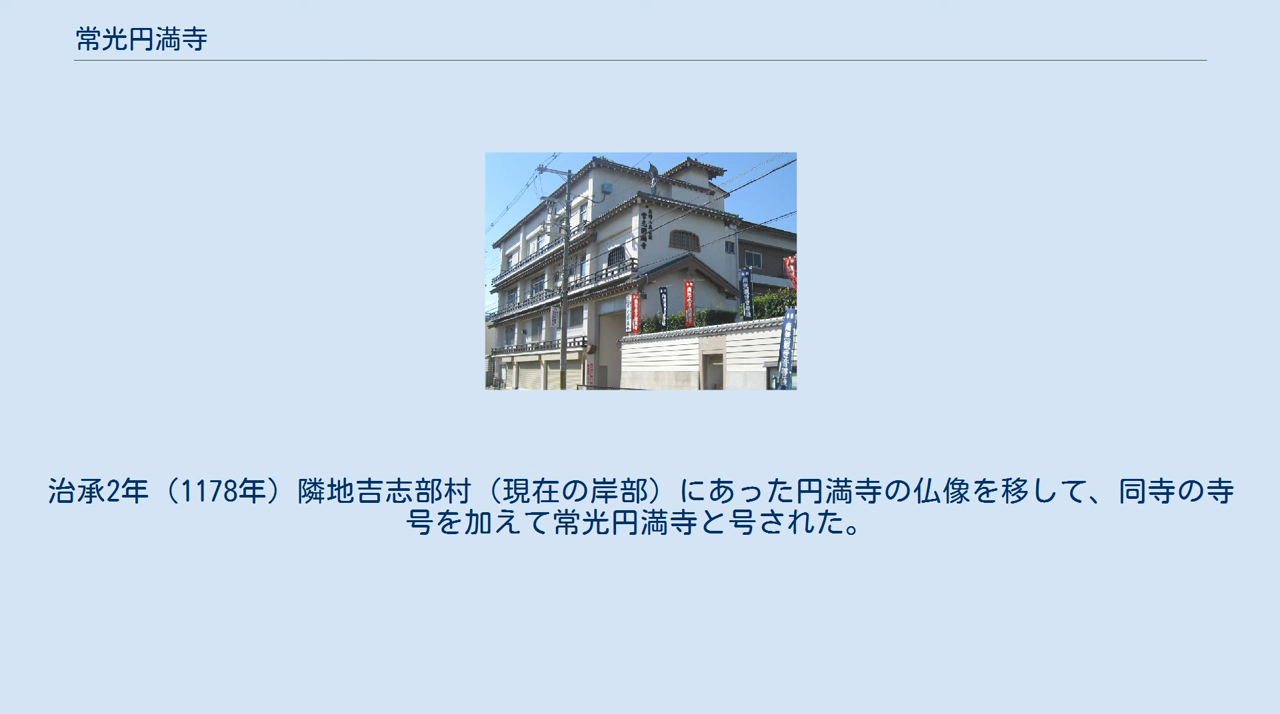 常光円満寺
治承2年（1178年）隣地吉志部村（現在の岸部）にあった円満寺の仏像を移して、同寺の寺
号を加えて常光円満寺と号された。